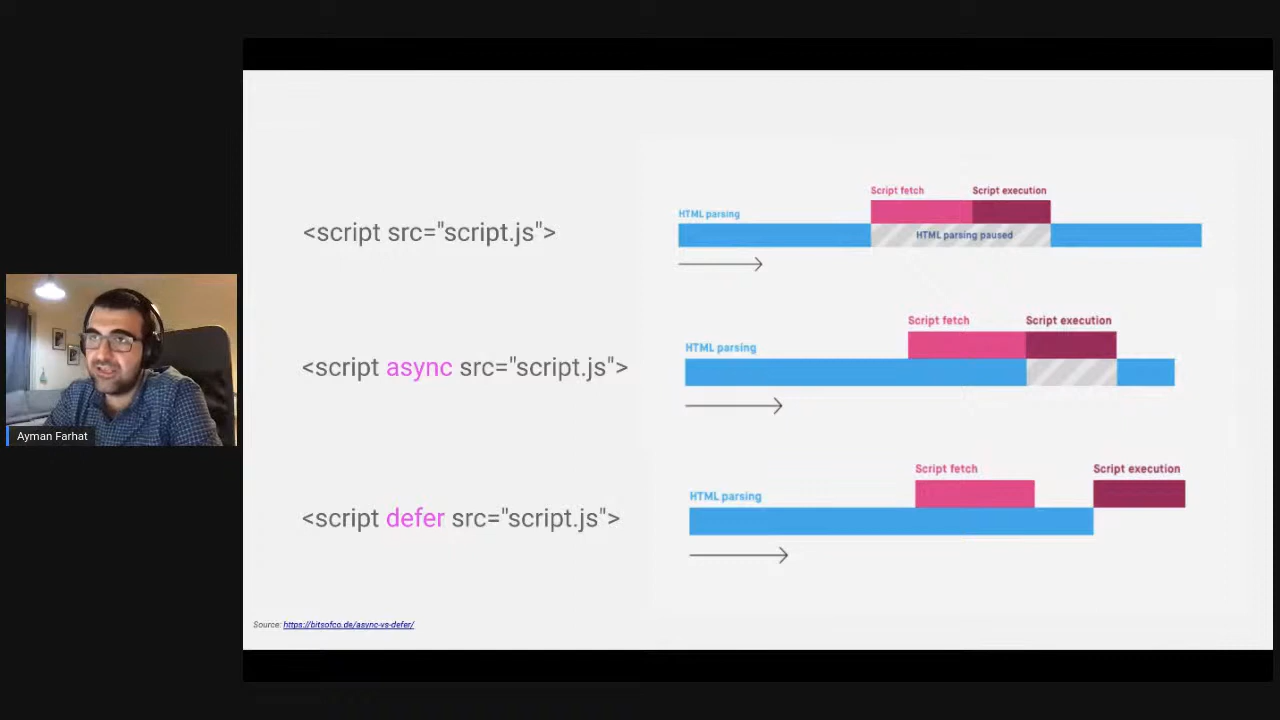 Script fetch Script execution
HTML parsing
<script src="script.js">
HTML parsing paused
Script fetch Script execution
HTML parsing
<script async src="script.js">
Ayman Farhat
Script fetch Script execution
HTML parsing
<script defer src="script.js">
Source: https://bitsofco.de/async-vs-defer/